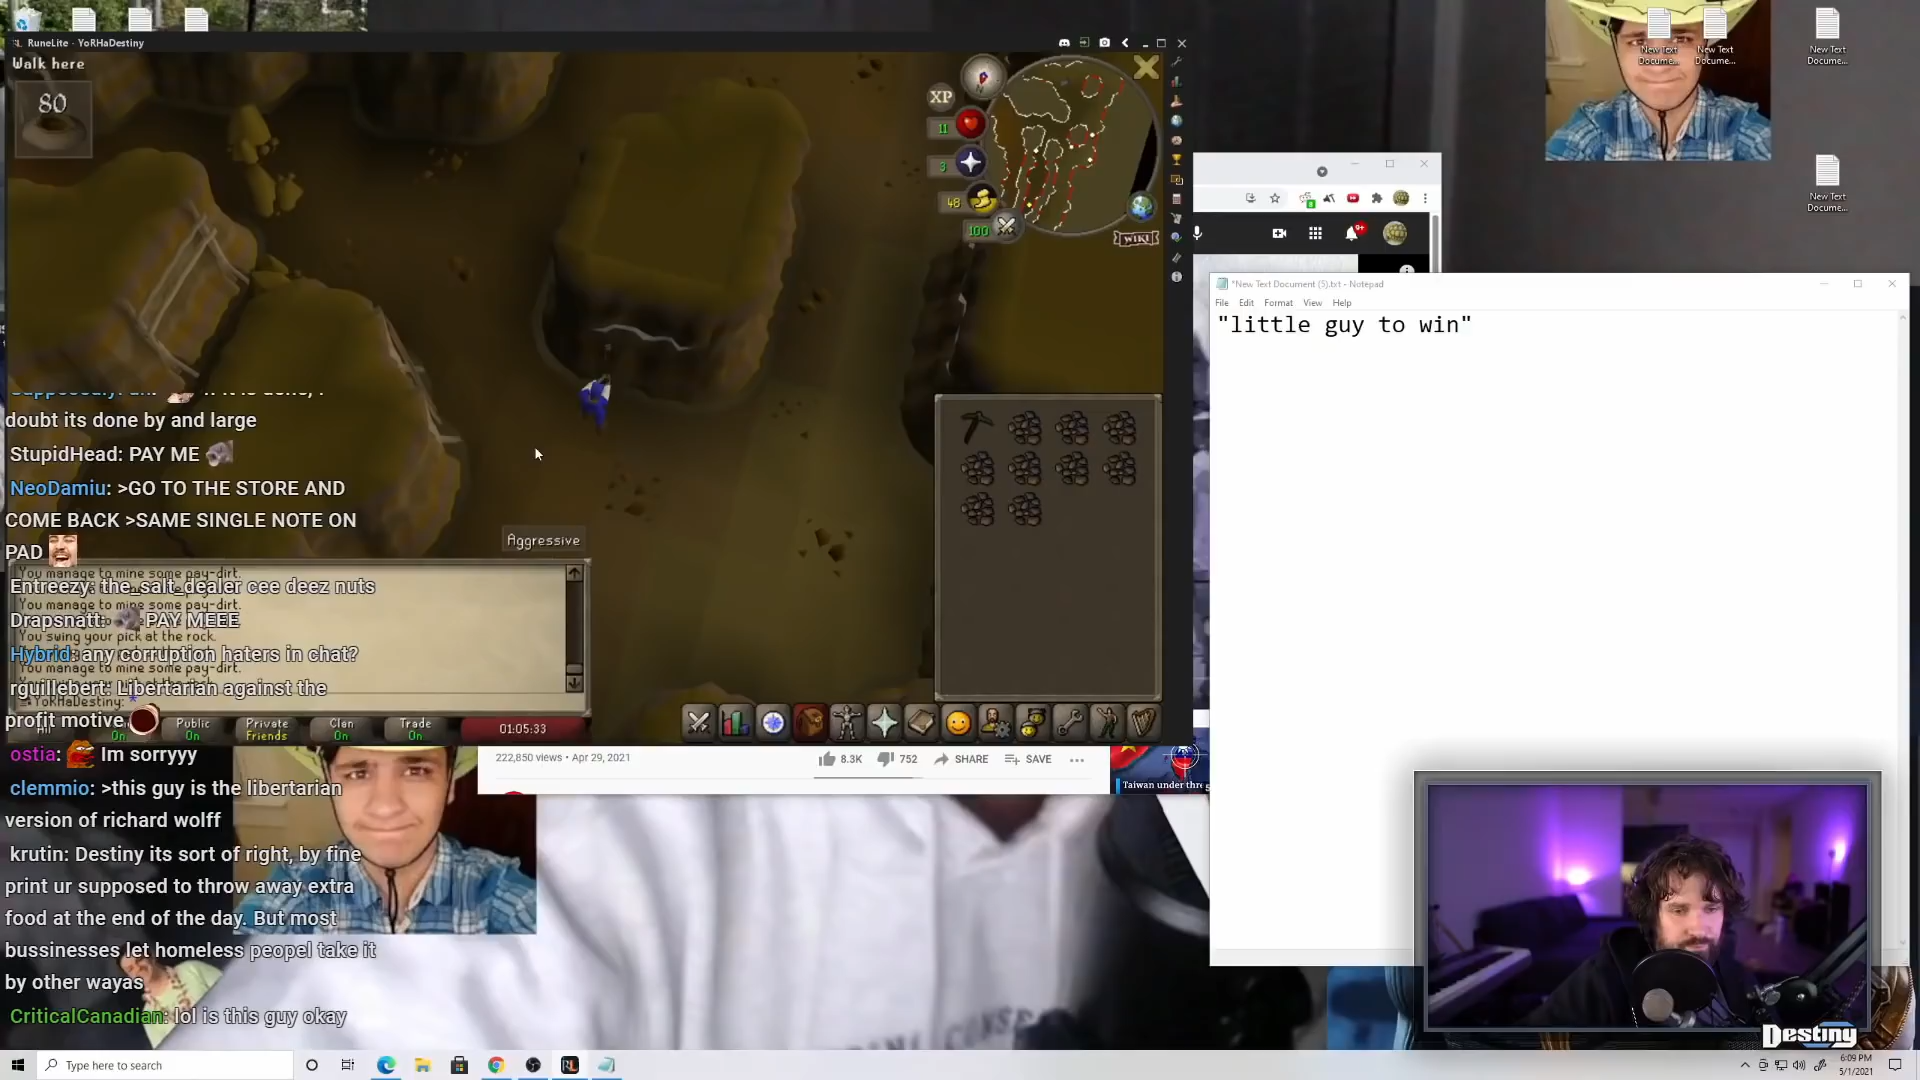 RuneLite - YoRHaDestiny
Walk here
80
XP
11
3
48
100
WIKI
New Text Docume...
New Text Docume...
New Text Docume...
New Text Docume...
*New Text Document (5).txt - Notepad
File Edit Format View Help
"little guy to win"
doubt its done by and large
StupidHead: PAY ME
NeoDamiu: >GO TO THE STORE AND
COME BACK >SAME SINGLE NOTE ON
PAD
Aggressive
You manage to mine some pay-dirt.
Entreezy: the_salt_dealer cee deez nuts
You manage to mine some pay-dirt.
Drapsnatt: PAY MEEE
You swing your pick at the rock.
Hybrid: any corruption haters in chat?
You manage to mine some pay-dirt.
rguillebert: Libertarian against the
YoRHaDestiny: *
profit motive
All On
Public On
Private Friends
Clan On
Trade On
01:05:33
ostia: Im sorryyy
222,850 views • Apr 29, 2021
8.3K 752 SHARE SAVE
Taiwan under thre
clemmio: >this guy is the libertarian
version of richard wolff
krutin: Destiny its sort of right, by fine
print ur supposed to throw away extra
food at the end of the day. But most
bussinesses let homeless peopel take it
by other wayas
CriticalCanadian: lol is this guy okay
Destiny
Type here to search
6:09 PM
5/1/2021